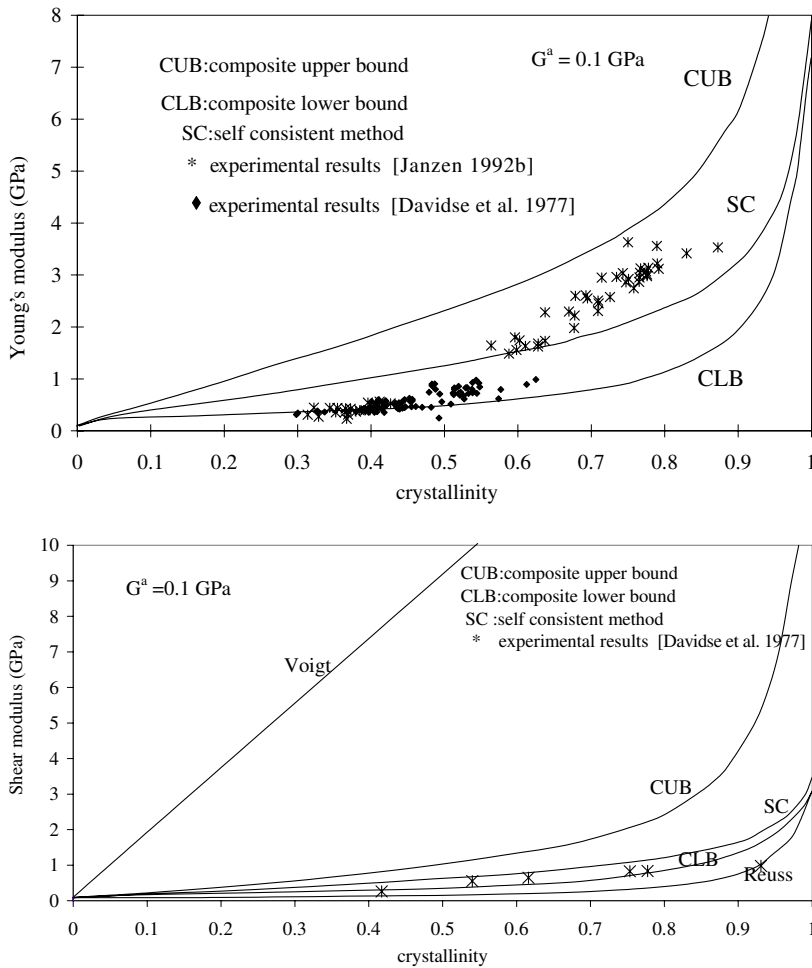 8
7
6
5
4
3
2
1
0
Young's modulus (GPa)
G^a = 0.1 GPa
CUB:composite upper bound
CLB:composite lower bound
SC:self consistent method
* experimental results [Janzen 1992b]
♦ experimental results [Davidse et al. 1977]
CUB
SC
CLB
0 0.1 0.2 0.3 0.4 0.5 0.6 0.7 0.8 0.9 1
crystallinity
10
9
8
7
6
5
4
3
2
1
0
Shear modulus (GPa)
G^a =0.1 GPa
CUB:composite upper bound
CLB:composite lower bound
SC :self consistent method
* experimental results [Davidse et al. 1977]
Voigt
CUB
SC
CLB
Reuss
0 0.1 0.2 0.3 0.4 0.5 0.6 0.7 0.8 0.9 1
crystallinity